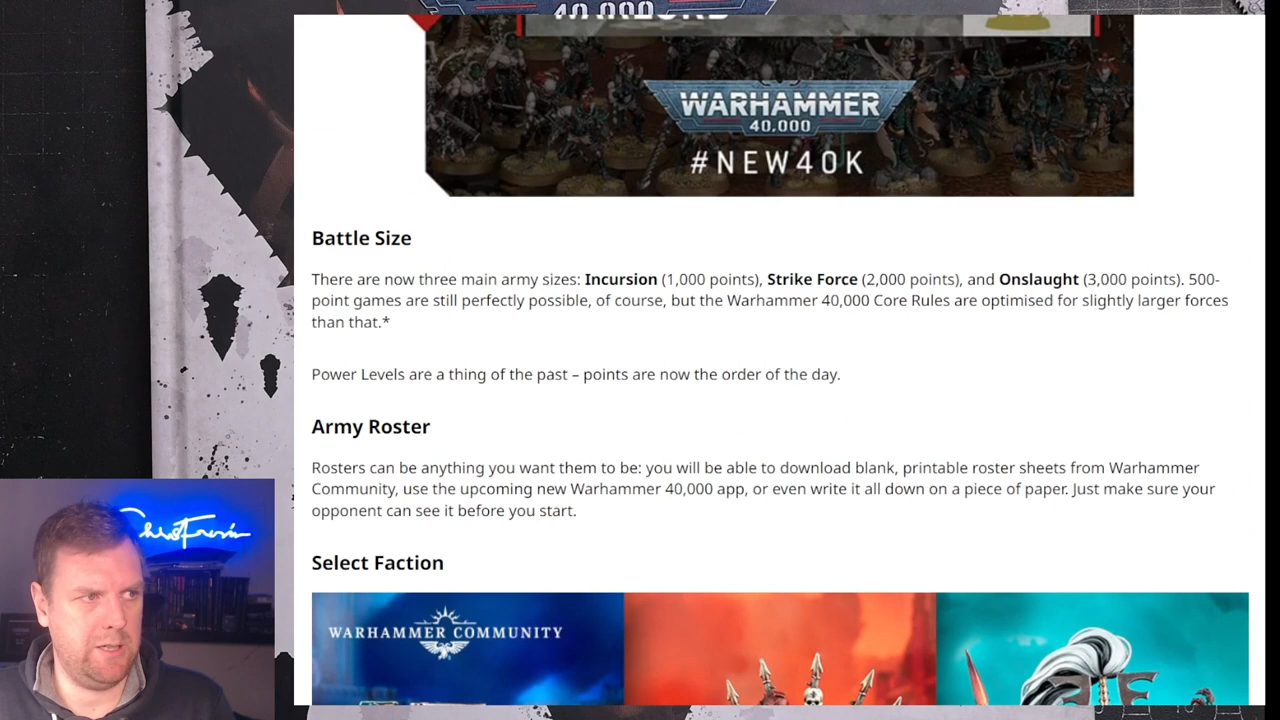 40,000
WARHAMMER
40,000
#NEW40K
Battle Size
There are now three main army sizes: Incursion (1,000 points), Strike Force (2,000 points), and Onslaught (3,000 points). 500-
point games are still perfectly possible, of course, but the Warhammer 40,000 Core Rules are optimised for slightly larger forces
than that.*
Power Levels are a thing of the past – points are now the order of the day.
Army Roster
Rosters can be anything you want them to be: you will be able to download blank, printable roster sheets from Warhammer
Community, use the upcoming new Warhammer 40,000 app, or even write it all down on a piece of paper. Just make sure your
opponent can see it before you start.
Select Faction
WARHAMMER COMMUNITY